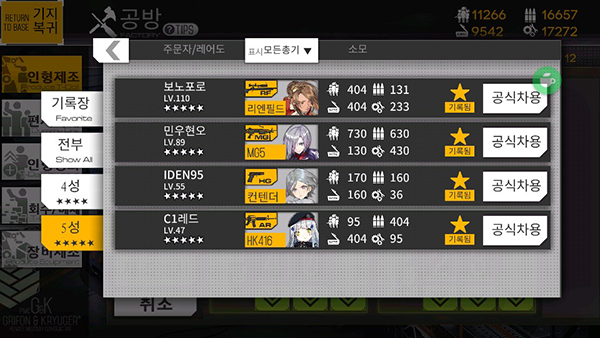 RETURN TO BASE 기지 복귀
공방 ?TIPS
FACTORY
11266 16657
9542 17272
주문자/레어도 표시 모든총기 ▼ 소모
인형제조
기록장
Favorite
전부
Show All
4성
★★★★
5성
★★★★★
보노포로
LV.110
★★★★★
RF
리엔필드
404 131
404 233
기록됨
공식차용
민우현오
LV.89
★★★★★
MG
MG5
730 630
130 430
기록됨
공식차용
IDEN95
LV.55
★★★★★
HG
컨텐더
170 160
160 36
기록됨
공식차용
C1레드
LV.47
★★★★★
AR
HK416
95 404
404 95
기록됨
공식차용
장비제조
취소
G&K
GRIFON & KRYUGER